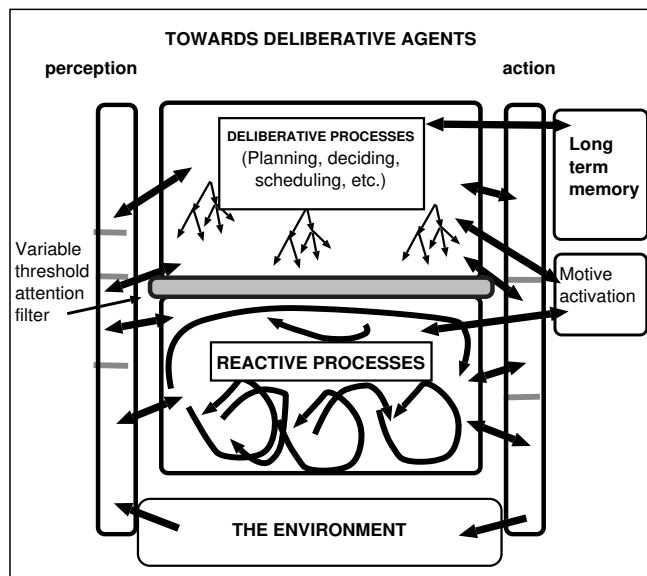 TOWARDS DELIBERATIVE AGENTS
perception
action
DELIBERATIVE PROCESSES
(Planning, deciding,
scheduling, etc.)
Long
term
memory
Variable
threshold
attention
filter
Motive
activation
REACTIVE PROCESSES
THE ENVIRONMENT